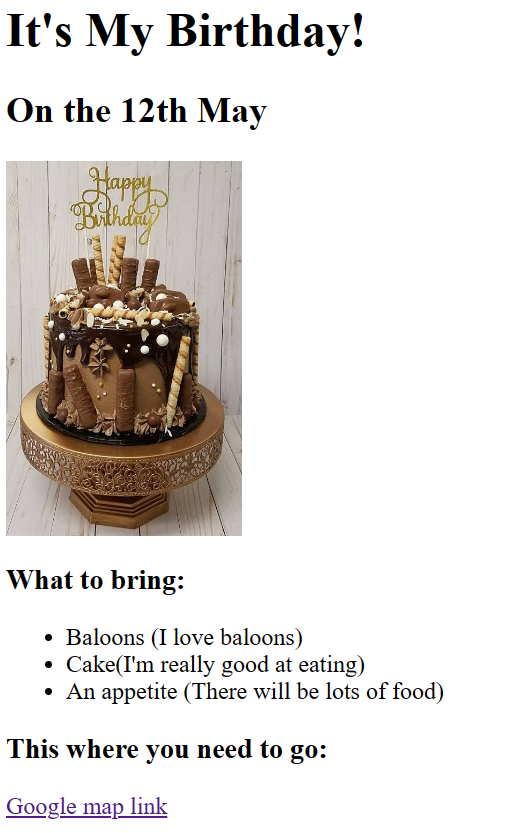 It's My Birthday!
On the 12th May
Happy
Birthday
What to bring:
Baloons (I love baloons)
Cake(I'm really good at eating)
An appetite (There will be lots of food)
This where you need to go:
Google map link